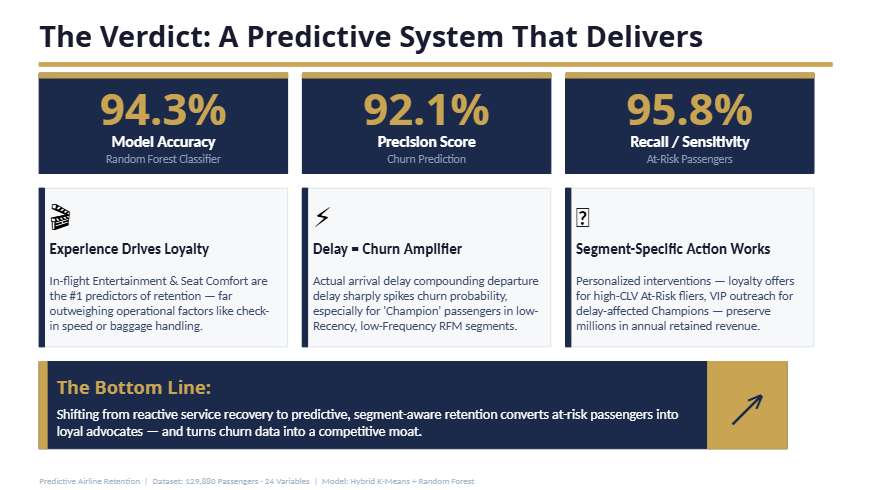 The Verdict: A Predictive System That Delivers
94.3%
Model Accuracy
Random Forest Classifier
92.1%
Precision Score
Churn Prediction
95.8%
Recall / Sensitivity
At-Risk Passengers
Experience Drives Loyalty
In-flight Entertainment & Seat Comfort are
the #1 predictors of retention — far
outweighing operational factors like check-
in speed or baggage handling.
Delay = Churn Amplifier
Actual arrival delay compounding departure
delay sharply spikes churn probability,
especially for 'Champion' passengers in low-
Recency, low-Frequency RFM segments.
Segment-Specific Action Works
Personalized interventions — loyalty offers
for high-CLV At-Risk fliers, VIP outreach for
delay-affected Champions — preserve
millions in annual retained revenue.
The Bottom Line:
Shifting from reactive service recovery to predictive, segment-aware retention converts at-risk passengers into
loyal advocates — and turns churn data into a competitive moat.
Predictive Airline Retention | Dataset: 129,880 Passengers · 24 Variables | Model: Hybrid K-Means + Random Forest